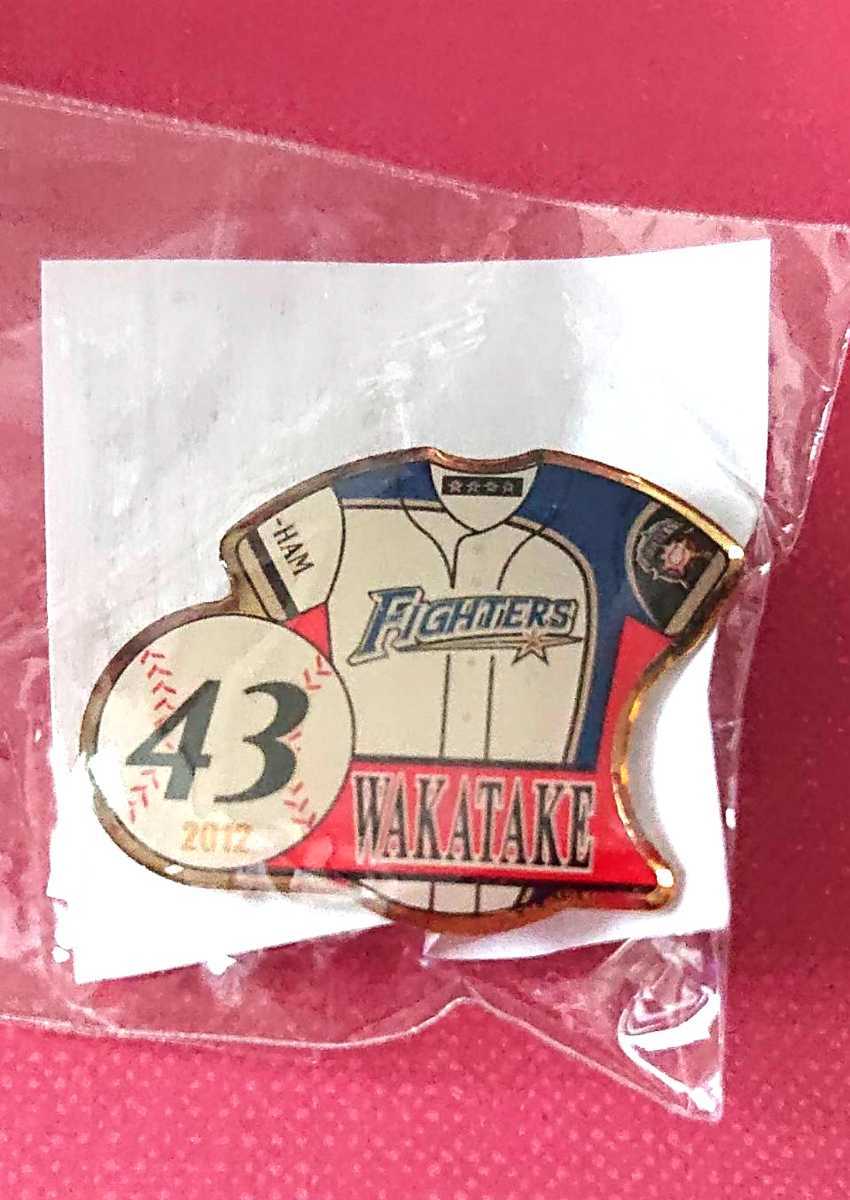 -HAM
FIGHTERS
43
2012
WAKATAKE